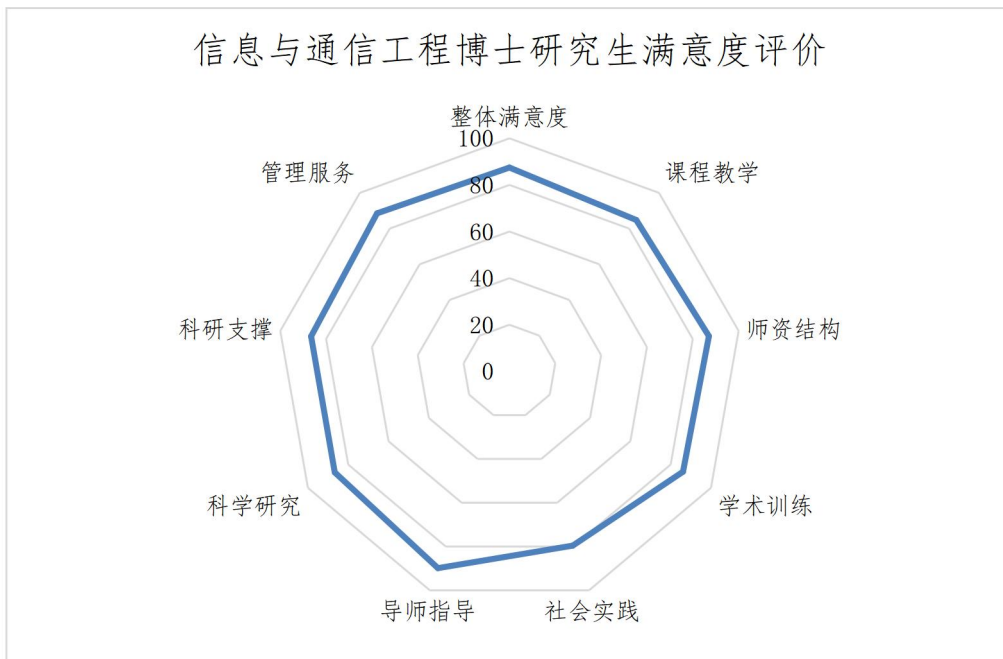 信息与通信工程博士研究生满意度评价
整体满意度
100
管理服务
课程教学
80
60
40
科研支撑
师资结构
20
0
科学研究
学术训练
导师指导
社会实践